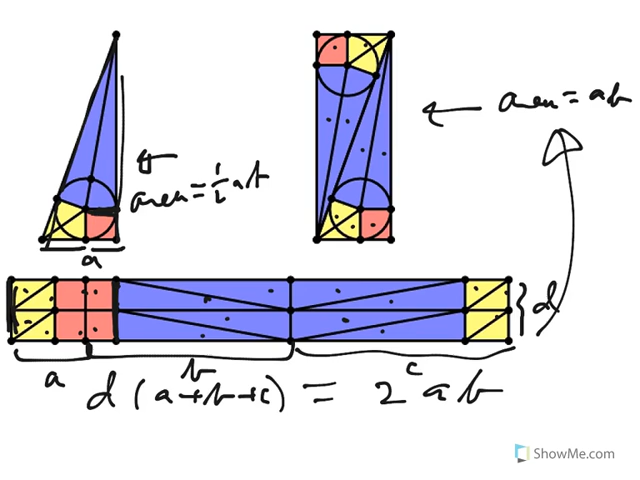 area = ab
area = 1/2 ab
a
d
a
b
c
d (a+b+c) = 2ab
ShowMe.com